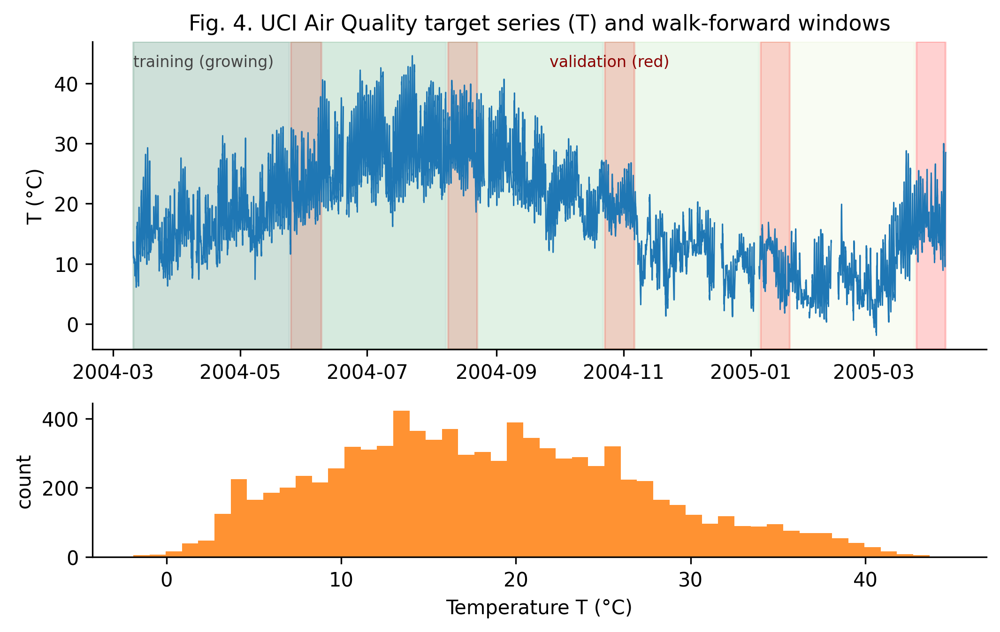 Fig. 4. UCI Air Quality target series (T) and walk-forward windows
training (growing)
validation (red)
40
30
20
10
0
T (°C)
2004-03 2004-05 2004-07 2004-09 2004-11 2005-01 2005-03
400
200
0
count
0 10 20 30 40
Temperature T (°C)